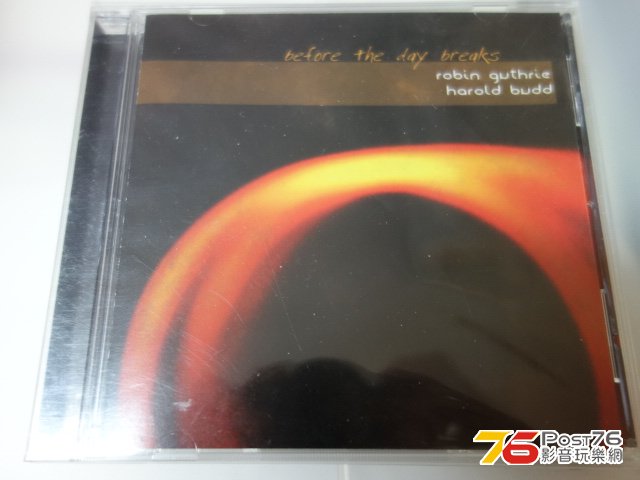 before the day breaks
robin guthrie
harold budd
76 Post76
影音玩樂網